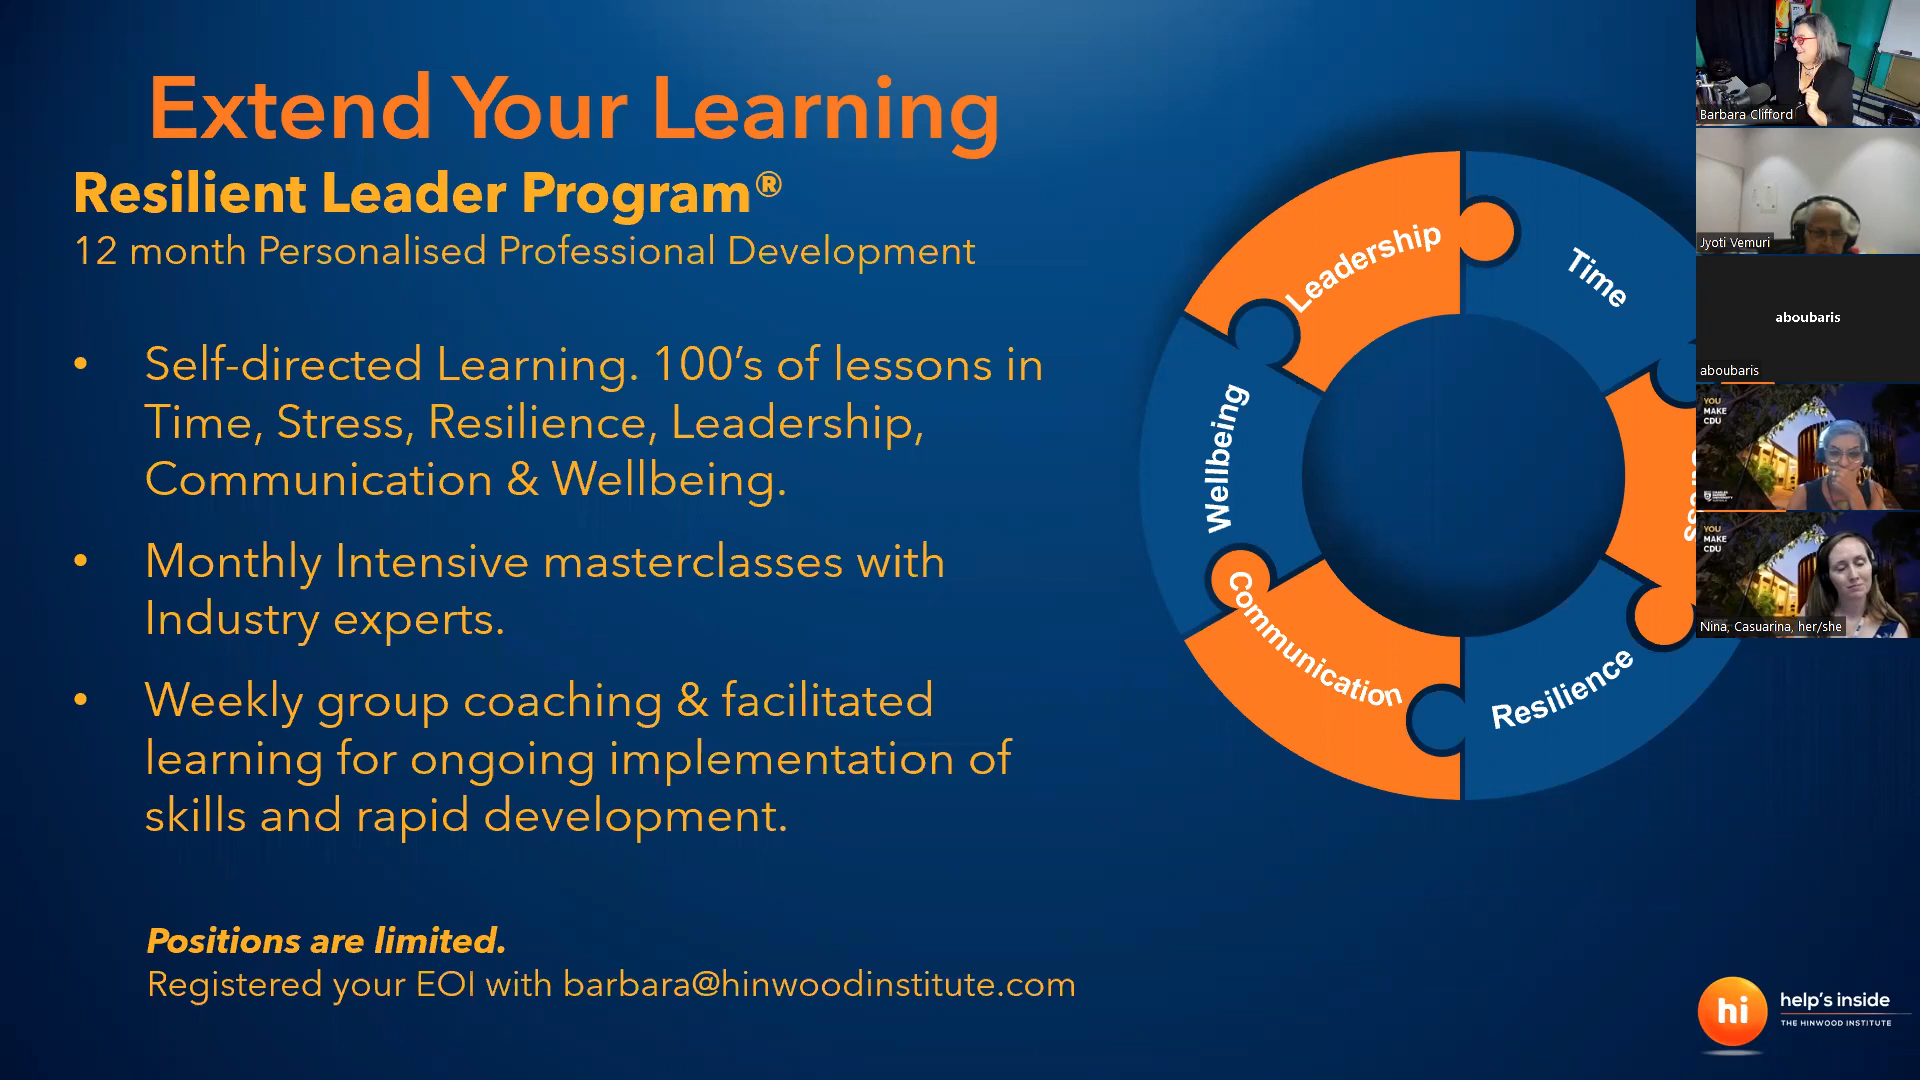 Extend Your Learning
Resilient Leader Program®
12 month Personalised Professional Development
• Self-directed Learning. 100’s of lessons in
Time, Stress, Resilience, Leadership,
Communication & Wellbeing.
• Monthly Intensive masterclasses with
Industry experts.
• Weekly group coaching & facilitated
learning for ongoing implementation of
skills and rapid development.
Positions are limited.
Registered your EOI with barbara@hinwoodinstitute.com
Leadership
Time
Wellbeing
Communication
Resilience
Barbara Clifford
Jyoti Vemuri
aboubaris
aboubaris
YOU
MAKE
CDU
YOU
MAKE
CDU
Nina, Casuarina, her/she
hi
help’s inside
THE HINWOOD INSTITUTE